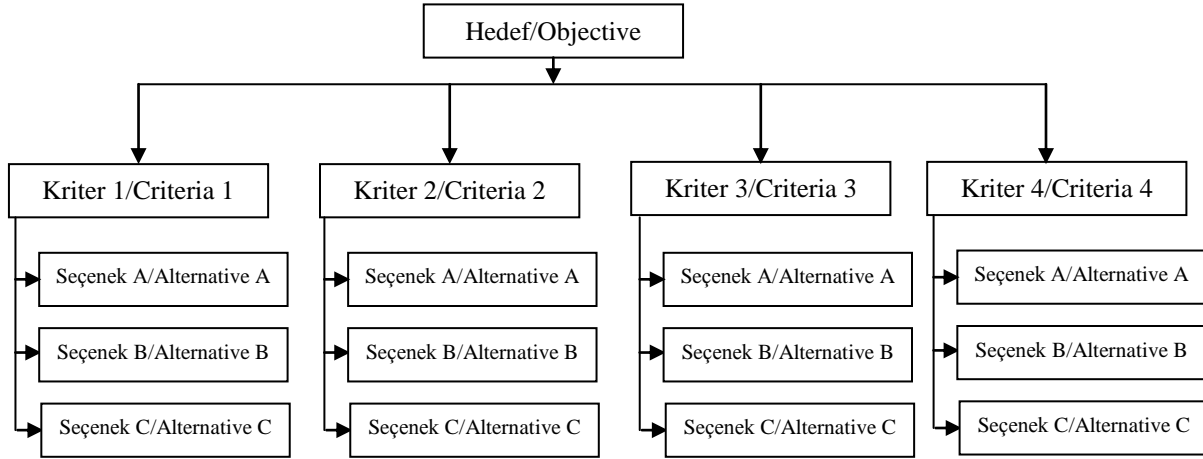 Hedef/Objective
Kriter 1/Criteria 1
Kriter 2/Criteria 2
Kriter 3/Criteria 3
Kriter 4/Criteria 4
Seçenek A/Alternative A
Seçenek A/Alternative A
Seçenek A/Alternative A
Seçenek A/Alternative A
Seçenek B/Alternative B
Seçenek B/Alternative B
Seçenek B/Alternative B
Seçenek B/Alternative B
Seçenek C/Alternative C
Seçenek C/Alternative C
Seçenek C/Alternative C
Seçenek C/Alternative C